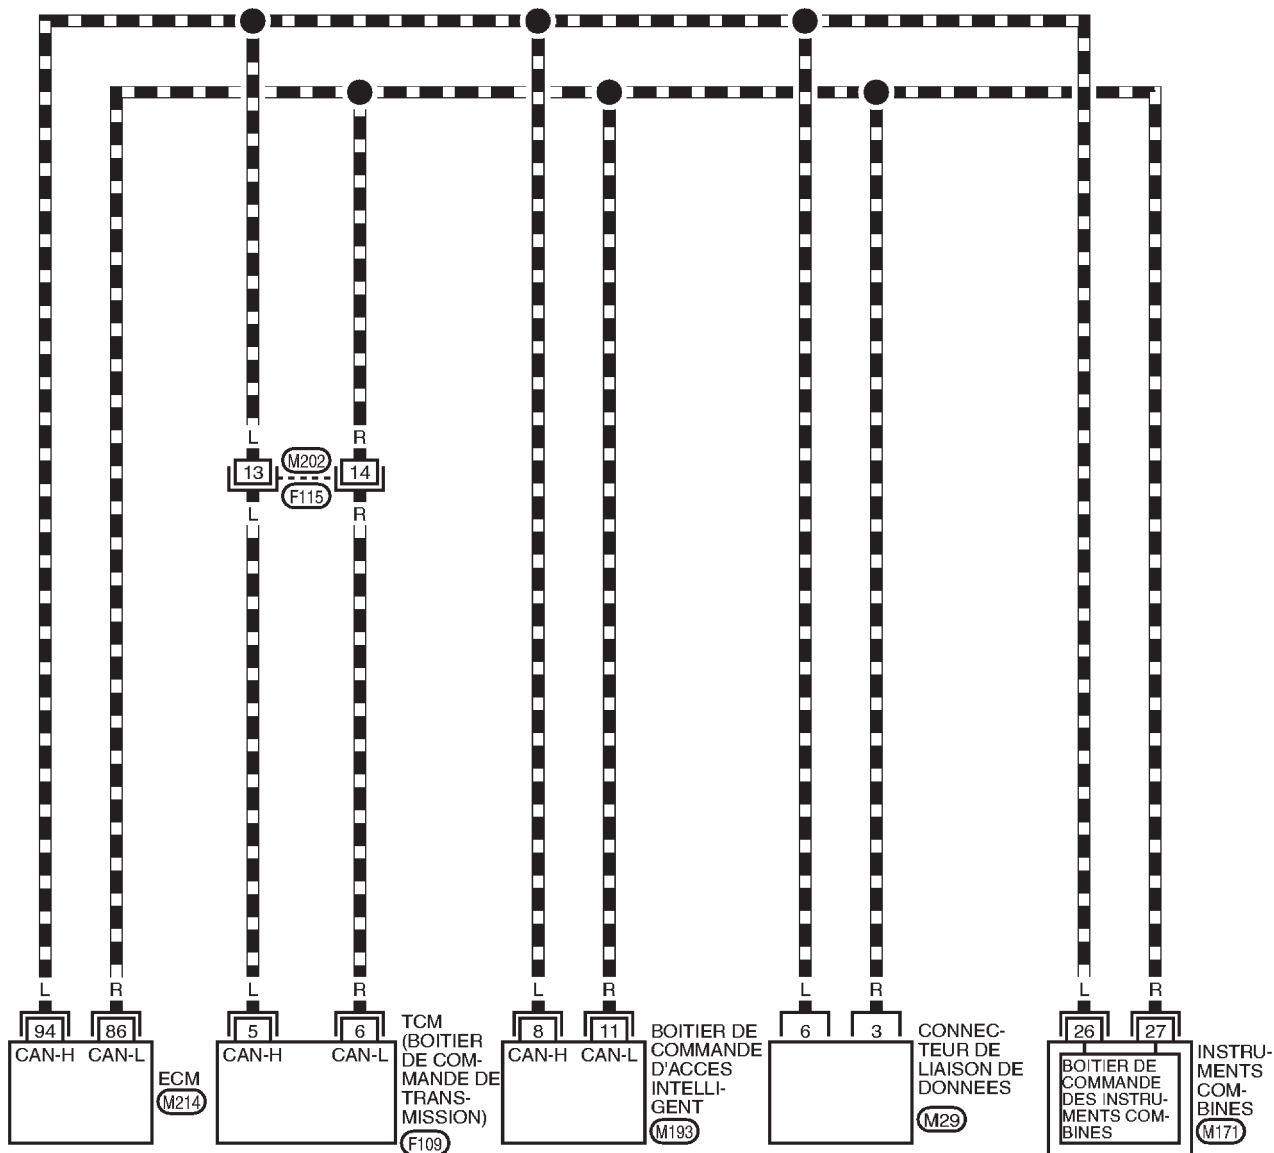 L
R
13
M202
14
F115
L
R
L
R
L
R
L
R
L
R
L
R
94
86
CAN-H
CAN-L
ECM
M214
5
6
CAN-H
CAN-L
TCM
(BOITIER
DE COM-
MANDE DE
TRANS-
MISSION)
F109
8
11
CAN-H
CAN-L
BOITIER DE
COMMANDE
D'ACCES
INTELLI-
GENT
M193
6
3
CONNEC-
TEUR DE
LIAISON DE
DONNEES
M29
26
27
BOITIER DE
COMMANDE
DES INSTRU-
MENTS COM-
BINES
INSTRU-
MENTS
COM-
BINES
M171